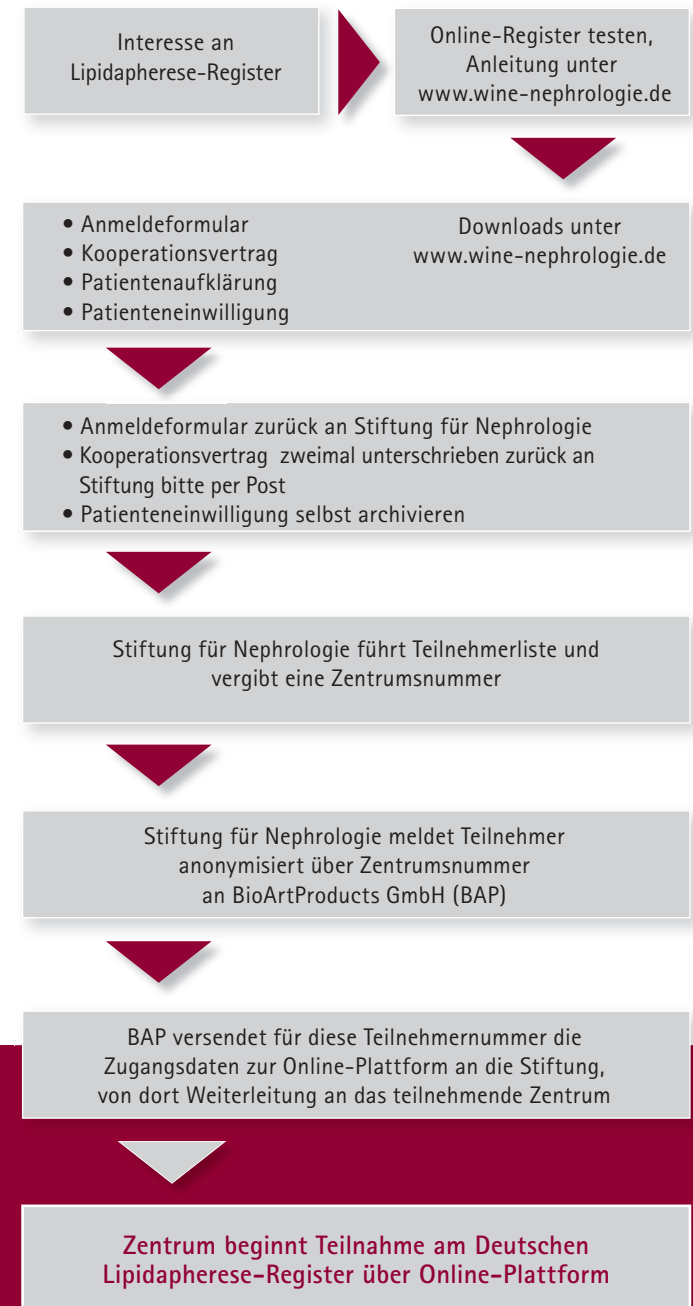 Interesse an
Lipidapherese-Register
Online-Register testen,
Anleitung unter
www.wine-nephrologie.de
• Anmeldeformular
• Kooperationsvertrag
• Patientenaufklärung
• Patienteneinwilligung
Downloads unter
www.wine-nephrologie.de
• Anmeldeformular zurück an Stiftung für Nephrologie
• Kooperationsvertrag zweimal unterschrieben zurück an
Stiftung bitte per Post
• Patienteneinwilligung selbst archivieren
Stiftung für Nephrologie führt Teilnehmerliste und
vergibt eine Zentrumsnummer
Stiftung für Nephrologie meldet Teilnehmer
anonymisiert über Zentrumsnummer
an BioArtProducts GmbH (BAP)
BAP versendet für diese Teilnehmernummer die
Zugangsdaten zur Online-Plattform an die Stiftung,
von dort Weiterleitung an das teilnehmende Zentrum
Zentrum beginnt Teilnahme am Deutschen
Lipidapherese-Register über Online-Plattform